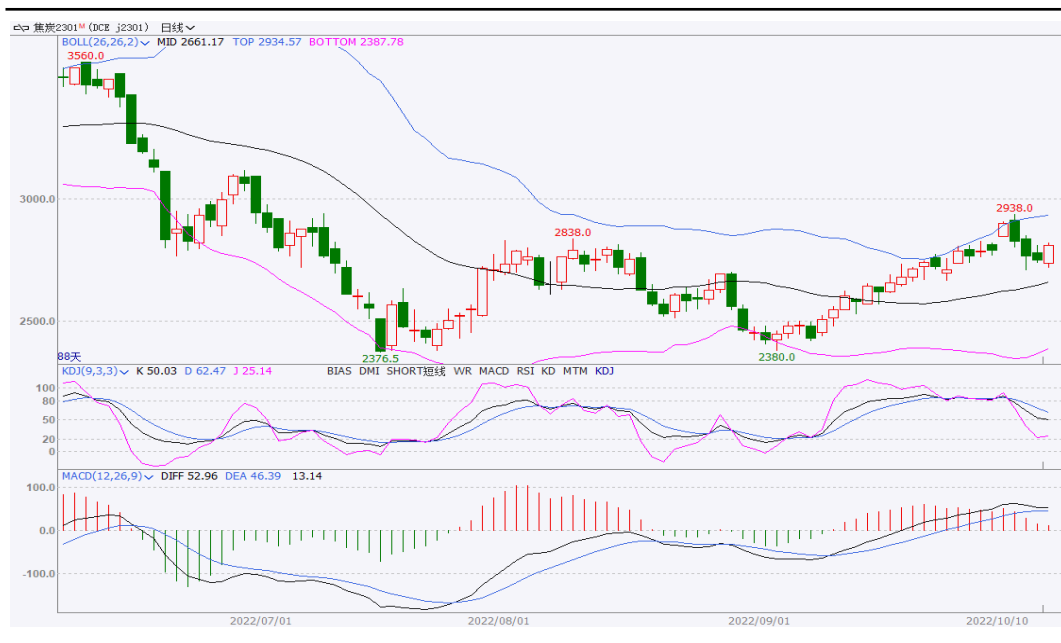 焦炭2301M (DCE j2301) 日线
BOLL(26,26,2) MID 2661.17 TOP 2934.57 BOTTOM 2387.78
3560.0
3000.0
2938.0
2838.0
2500.0
2376.5
2380.0
88天
KDJ(9,3,3) K 50.03 D 62.47 J 25.14 BIAS DMI SHORT短线 WR MACD RSI KD MTM KDJ
100
80
50
20
0
MACD(12,26,9) DIFF 52.96 DEA 46.39 13.14
100.0
0.0
-100.0
2022/07/01 2022/08/01 2022/09/01 2022/10/10